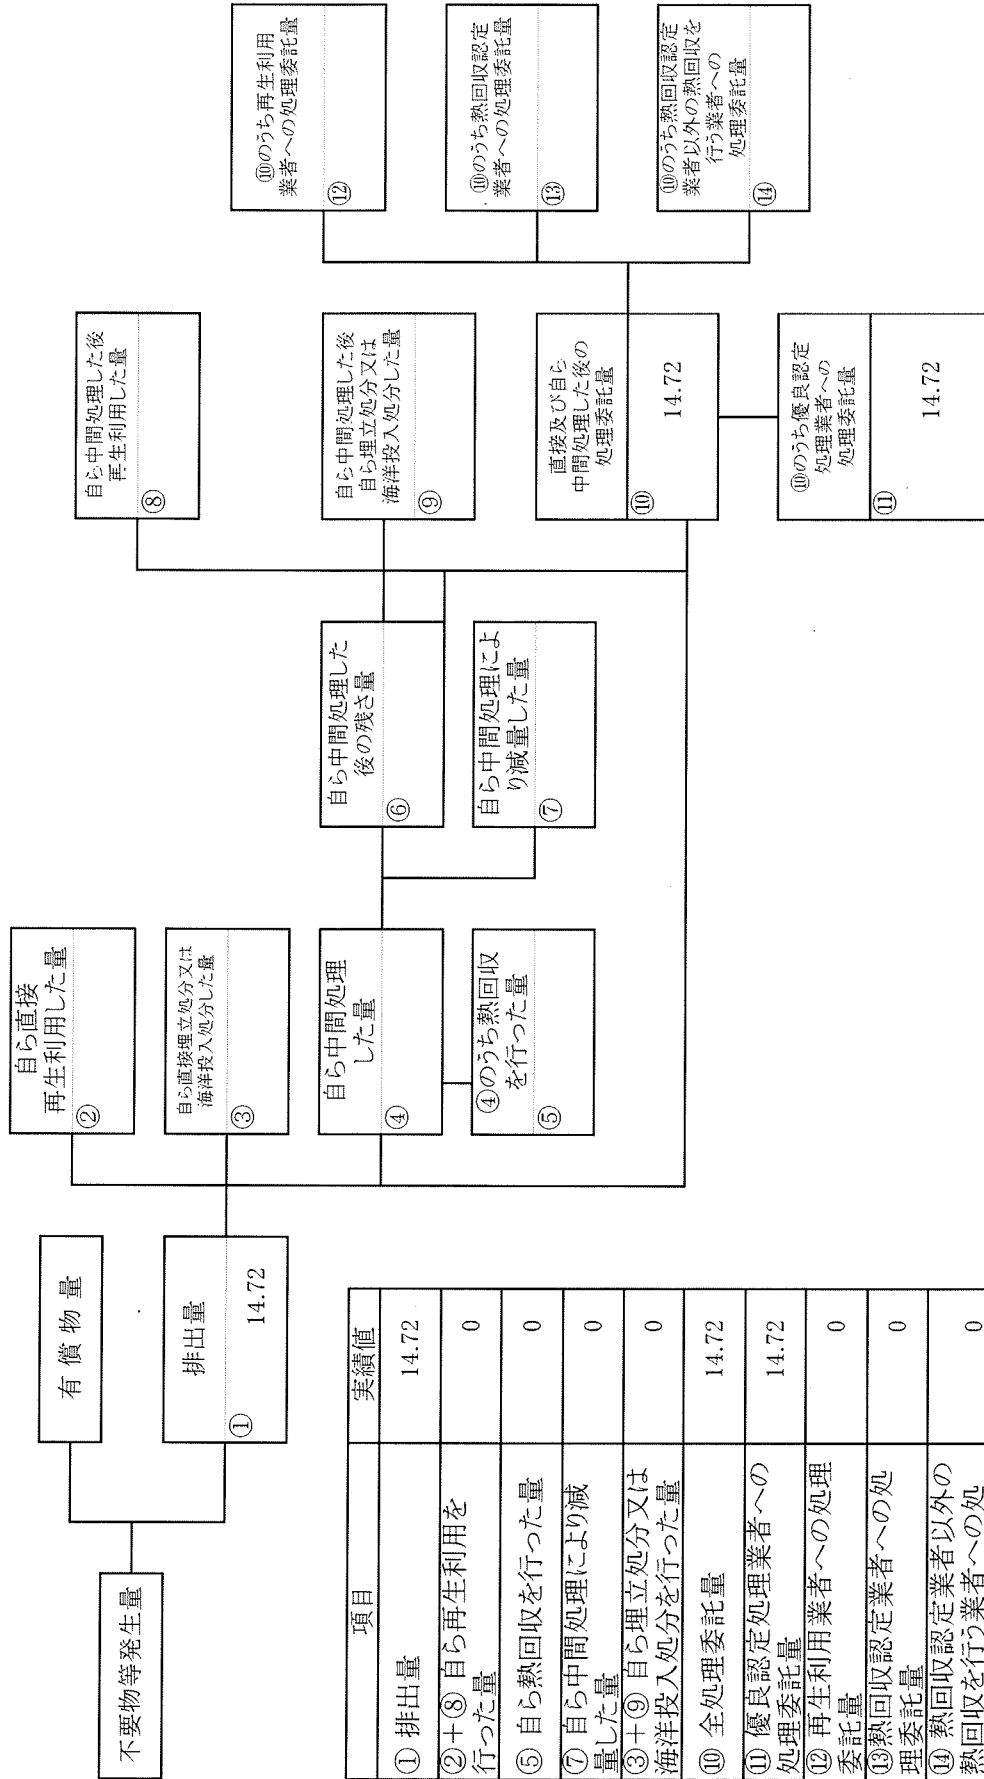 不要物等発生量
有償物量
排出量
①
14.72
自ら直接
再生利用した量
②
自ら直接埋立処分又は
海洋投入処分した量
③
自ら中間処理
した量
④
④のうち熱回収
を行った量
⑤
自ら中間処理した
後の残さ量
⑥
自ら中間処理によ
り減量した量
⑦
自ら中間処理した後
再生利用した量
⑧
自ら中間処理した後
自ら埋立処分又は
海洋投入処分した量
⑨
直接及び自ら
中間処理した後の
処理委託量
⑩
14.72
⑩のうち優良認定
処理業者への
処理委託量
⑪
14.72
⑩のうち再生利用
業者への処理委託量
⑫
⑩のうち熱回収認定
業者への処理委託量
⑬
⑩のうち熱回収認定
業者以外の熱回収を
行う業者への
処理委託量
⑭
項目 実績値
① 排出量 14.72
②+⑧ 自ら再生利用を
行った量 0
⑤ 自ら熱回収を行った量 0
⑦ 自ら中間処理により減
量した量 0
③+⑨ 自ら埋立処分又は
海洋投入処分を行った量 0
⑩ 全処理委託量 14.72
⑪ 優良認定処理業者への
処理委託量 14.72
⑫ 再生利用業者への処理
委託量 0
⑬熱回収認定業者への処
理委託量 0
⑭ 熱回収認定業者以外の
熱回収を行う業者への処 0